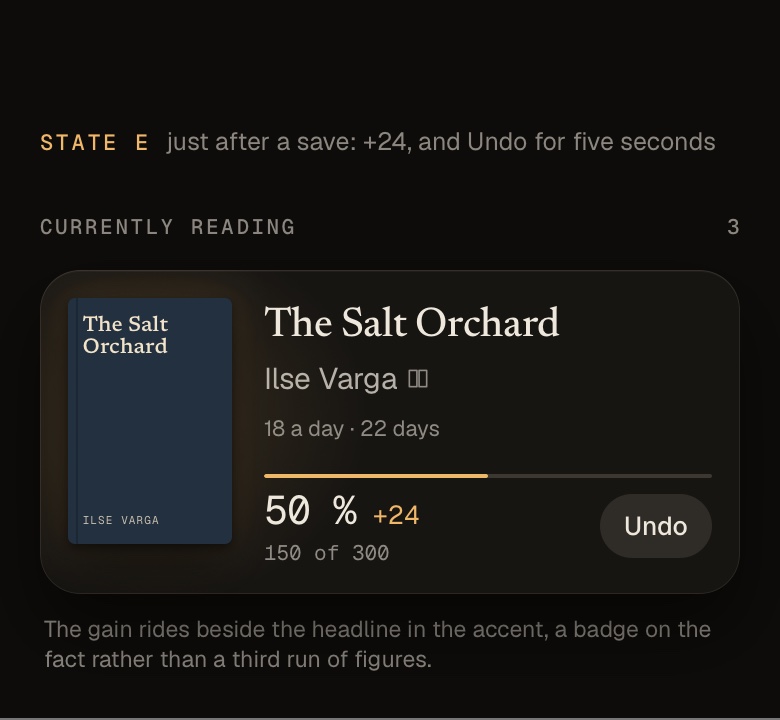 STATE E just after a save: +24, and Undo for five seconds
CURRENTLY READING 3
The Salt
Orchard
ILSE VARGA
The Salt Orchard
Ilse Varga
18 a day · 22 days
50 % +24
150 of 300
Undo
The gain rides beside the headline in the accent, a badge on the
fact rather than a third run of figures.